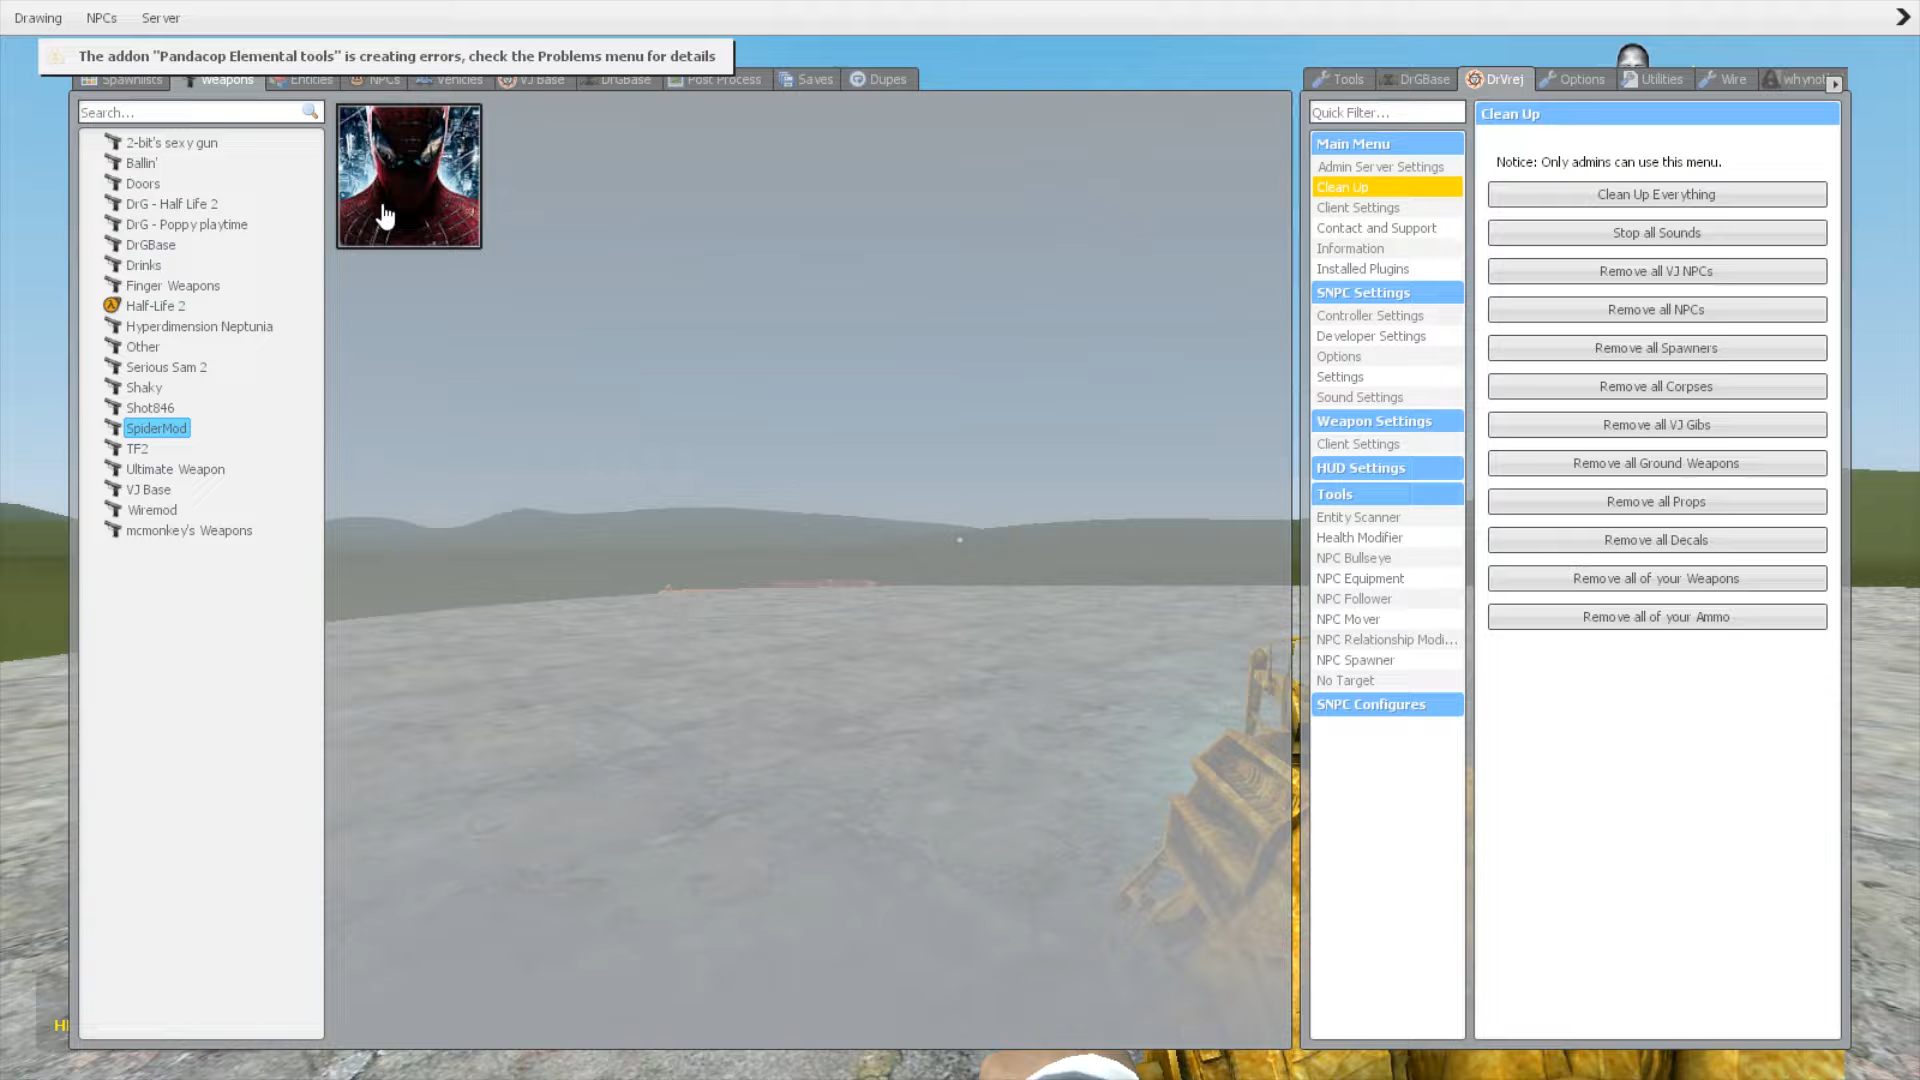 Drawing NPCs Server
The addon "Pandacop Elemental tools" is creating errors, check the Problems menu for details
Spawnlists Weapons Entities NPCs Vehicles VJ Base DrGBase Post Process Saves Dupes
Search...
2-bit's sexy gun
Ballin'
Doors
DrG - Half Life 2
DrG - Poppy playtime
DrGBase
Drinks
Finger Weapons
Half-Life 2
Hyperdimension Neptunia
Other
Serious Sam 2
Shaky
Shot846
SpiderMod
TF2
Ultimate Weapon
VJ Base
Wiremod
mcmonkey's Weapons
Tools DrGBase DrVrej Options Utilities Wire
Quick Filter...
Main Menu
Admin Server Settings
Clean Up
Client Settings
Contact and Support
Information
Installed Plugins
SNPC Settings
Controller Settings
Developer Settings
Options
Settings
Sound Settings
Weapon Settings
Client Settings
HUD Settings
Tools
Entity Scanner
Health Modifier
NPC Bullseye
NPC Equipment
NPC Follower
NPC Mover
NPC Relationship Modi...
NPC Spawner
No Target
SNPC Configures
Clean Up
Notice: Only admins can use this menu.
Clean Up Everything
Stop all Sounds
Remove all VJ NPCs
Remove all NPCs
Remove all Spawners
Remove all Corpses
Remove all VJ Gibs
Remove all Ground Weapons
Remove all Props
Remove all Decals
Remove all of your Weapons
Remove all of your Ammo